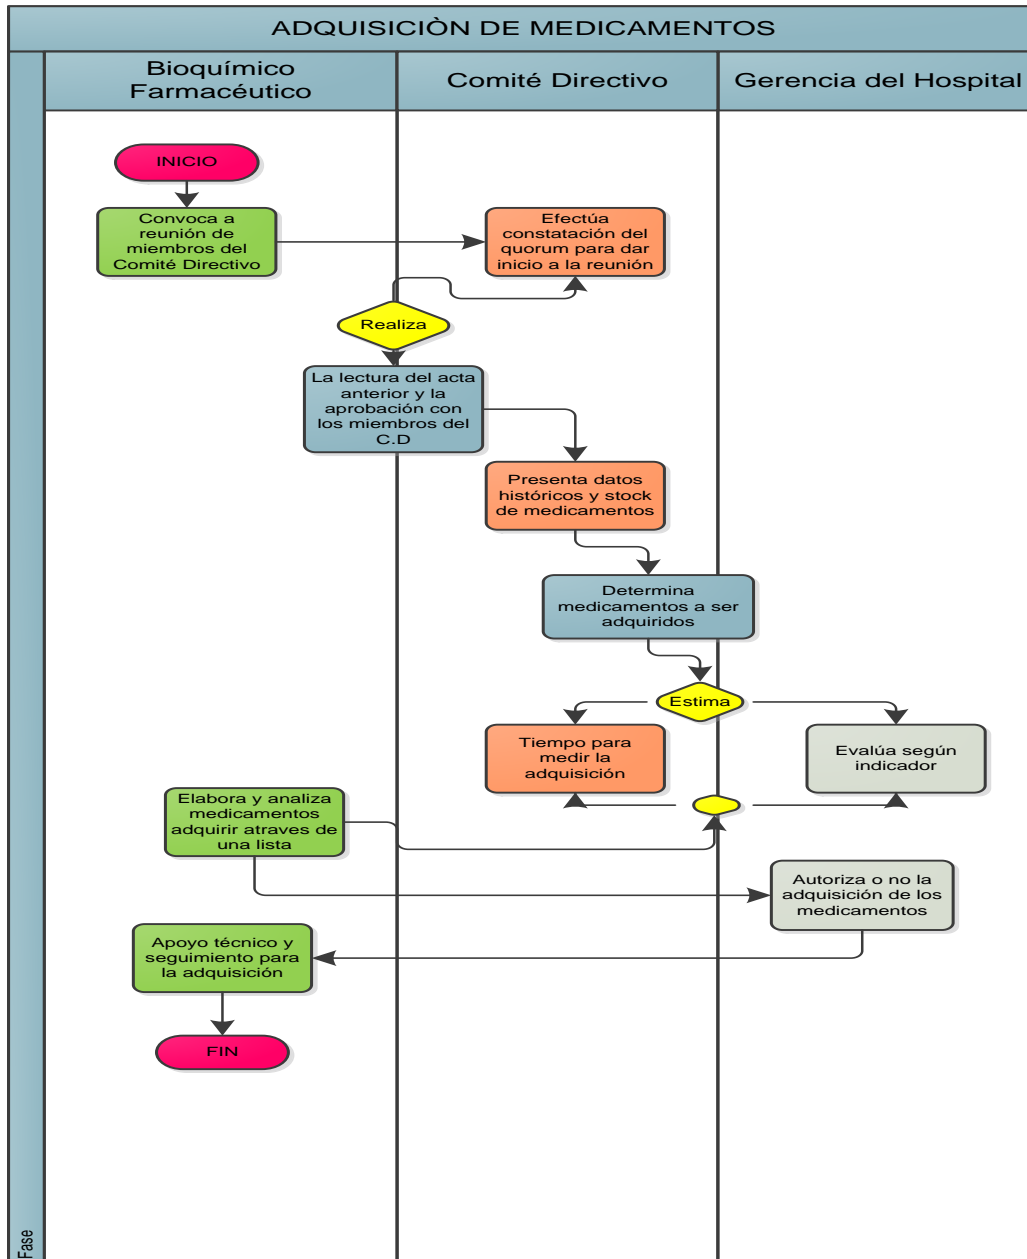 ADQUISICIÒN DE MEDICAMENTOS
Bioquímico
Farmacéutico
Comité Directivo
Gerencia del Hospital
INICIO
Convoca a
reunión de
miembros del
Comité Directivo
Efectúa
constatación del
quorum para dar
inicio a la reunión
Realiza
La lectura del acta
anterior y la
aprobación con
los miembros del
C.D
Presenta datos
históricos y stock
de medicamentos
Determina
medicamentos a ser
adquiridos
Estima
Tiempo para
medir la
adquisición
Evalúa según
indicador
Elabora y analiza
medicamentos
adquirir atraves de
una lista
Autoriza o no la
adquisición de los
medicamentos
Apoyo técnico y
seguimiento para
la adquisición
FIN
Fase